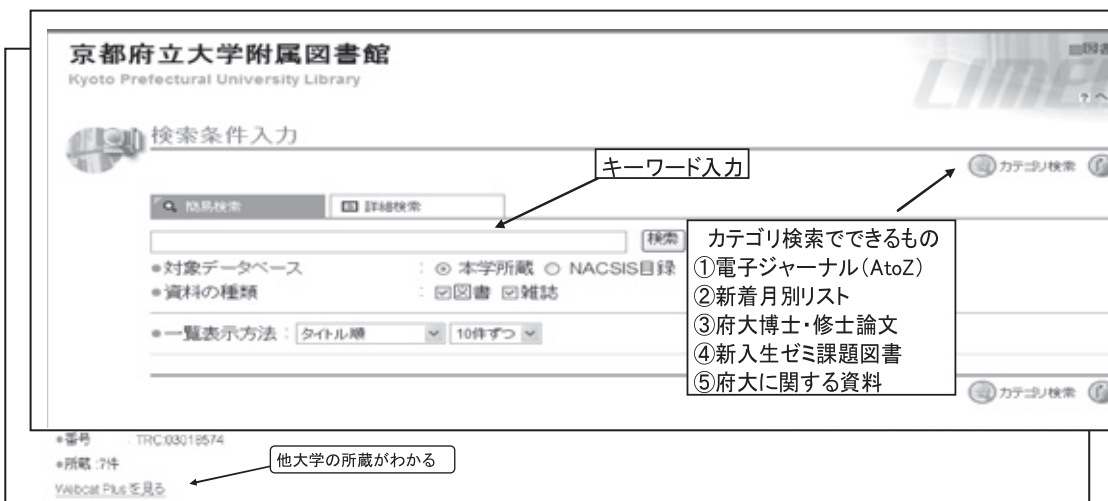 京都府立大学附属図書館
Kyoto Prefectural University Library
LIMEDIO
? ヘ
検索条件入力
キーワード入力
カテゴリ検索
簡易検索
詳細検索
検索
●対象データベース : ◉ 本学所蔵 ○ NACSIS目録
●資料の種類 : ☑図書 ☑雑誌
●一覧表示方法 : タイトル順 10件ずつ
カテゴリ検索でできるもの
①電子ジャーナル(AtoZ)
②新着月別リスト
③府大博士・修士論文
④新入生ゼミ課題図書
⑤府大に関する資料
カテゴリ検索
●番号 : TRC:03018574
●所蔵 :7件
他大学の所蔵がわかる
Webcat Plus を見る